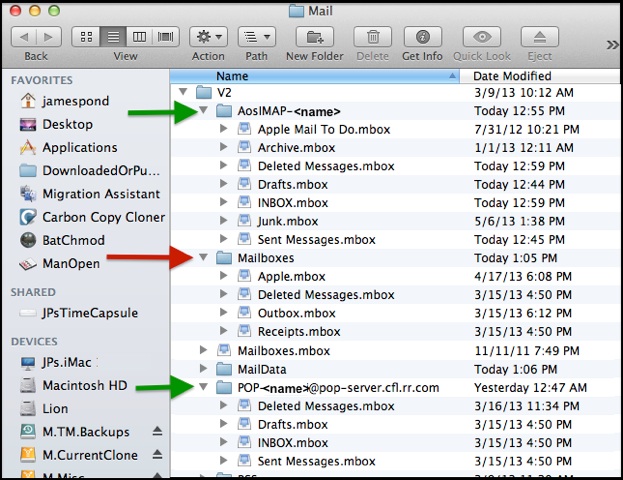 Mail
Back
View
Action
Path
New Folder
Delete
Get Info
Quick Look
Eject
FAVORITES
jamespond
Desktop
Applications
DownloadedOrPu...
Migration Assistant
Carbon Copy Cloner
BatChmod
ManOpen
SHARED
JPsTimeCapsule
DEVICES
JPs.iMac
Macintosh HD
Lion
M.TM.Backups
M.CurrentClone
M.Misc
Name Date Modified
V2 3/9/13 10:12 AM
AosIMAP-<name> Today 12:55 PM
Apple Mail To Do.mbox 7/31/12 10:21 PM
Archive.mbox 1/1/13 12:11 AM
Deleted Messages.mbox Today 12:59 PM
Drafts.mbox Today 12:44 PM
INBOX.mbox Today 12:59 PM
Junk.mbox 5/6/13 1:38 PM
Sent Messages.mbox Today 12:45 PM
Mailboxes Today 1:05 PM
Apple.mbox 4/17/13 6:08 PM
Deleted Messages.mbox 3/15/13 4:50 PM
Outbox.mbox 3/15/13 6:12 PM
Receipts.mbox 3/15/13 4:50 PM
Mailboxes.mbox 11/11/11 7:49 PM
MailData Today 1:06 PM
POP-<name>@pop-server.cfl.rr.com Yesterday 12:47 AM
Deleted Messages.mbox 3/16/13 11:34 PM
Drafts.mbox 3/15/13 4:50 PM
INBOX.mbox 3/15/13 4:50 PM
Sent Messages.mbox 3/15/13 4:50 PM